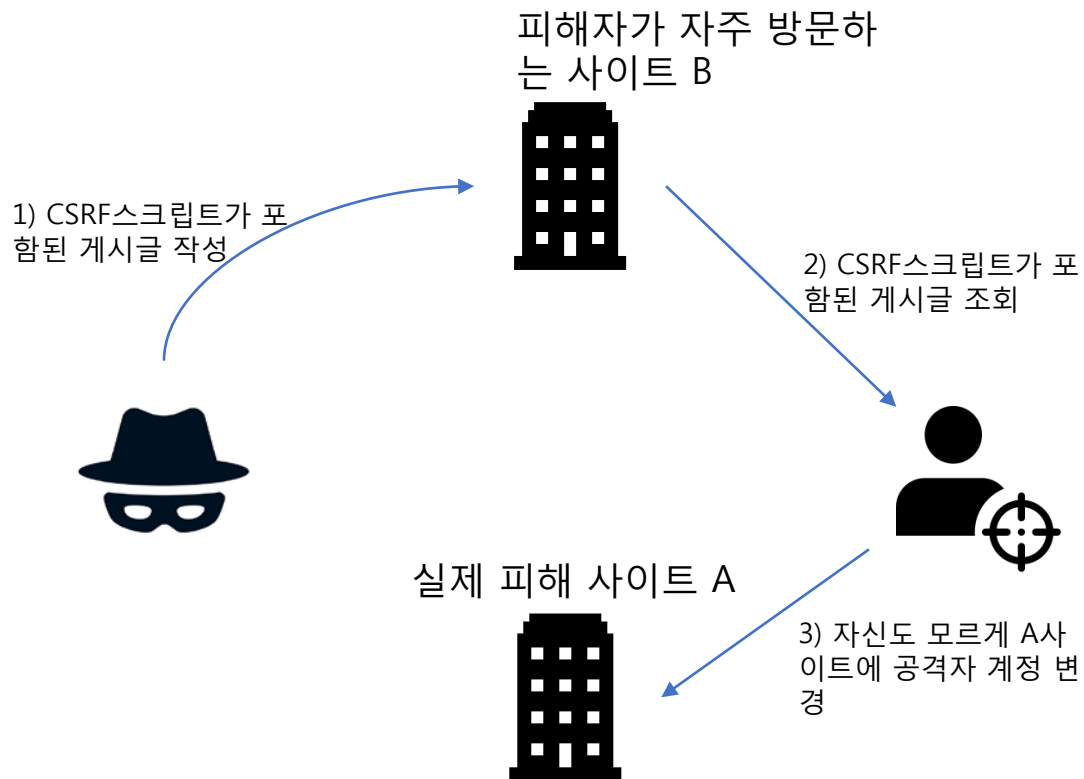 피해자가 자주 방문하
는 사이트 B
1) CSRF스크립트가 포
함된 게시글 작성
2) CSRF스크립트가 포
함된 게시글 조회
실제 피해 사이트 A
3) 자신도 모르게 A사
이트에 공격자 계정 변
경